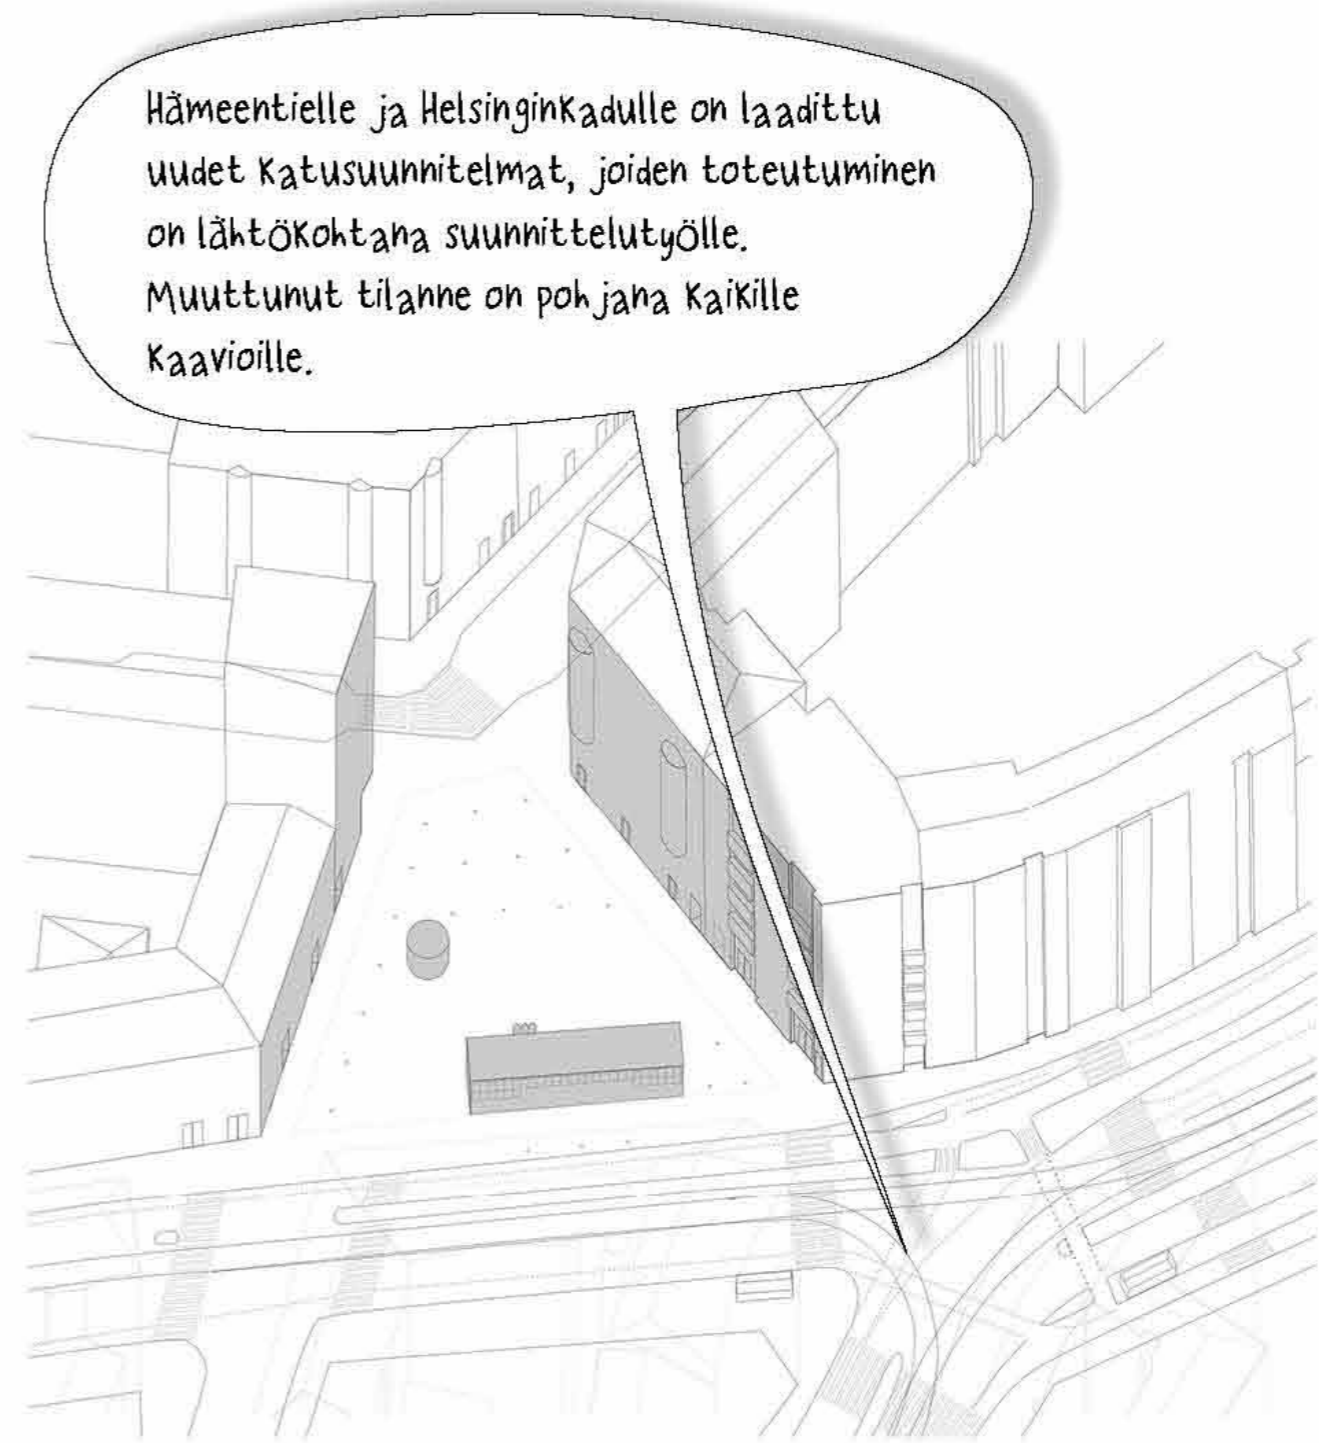 Hämeentielle ja Helsinginkadulle on laadittu
uudet katusuunnitelmat, joiden toteutuminen
on lähtökohtana suunnittelutyölle.
Muuttunut tilanne on pohjana kaikille
kaavioille.